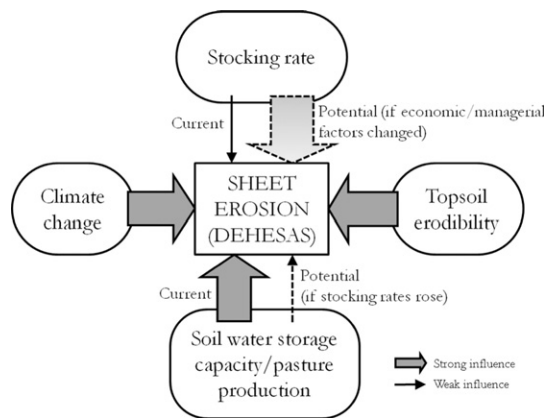 Stocking rate
Current
Potential (if economic/managerial
factors changed)
Climate
change
SHEET
EROSION
(DEHESAS)
Topsoil
erodibility
Current
Potential
(if stocking rates rose)
Soil water storage
capacity/pasture
production
Strong influence
Weak influence